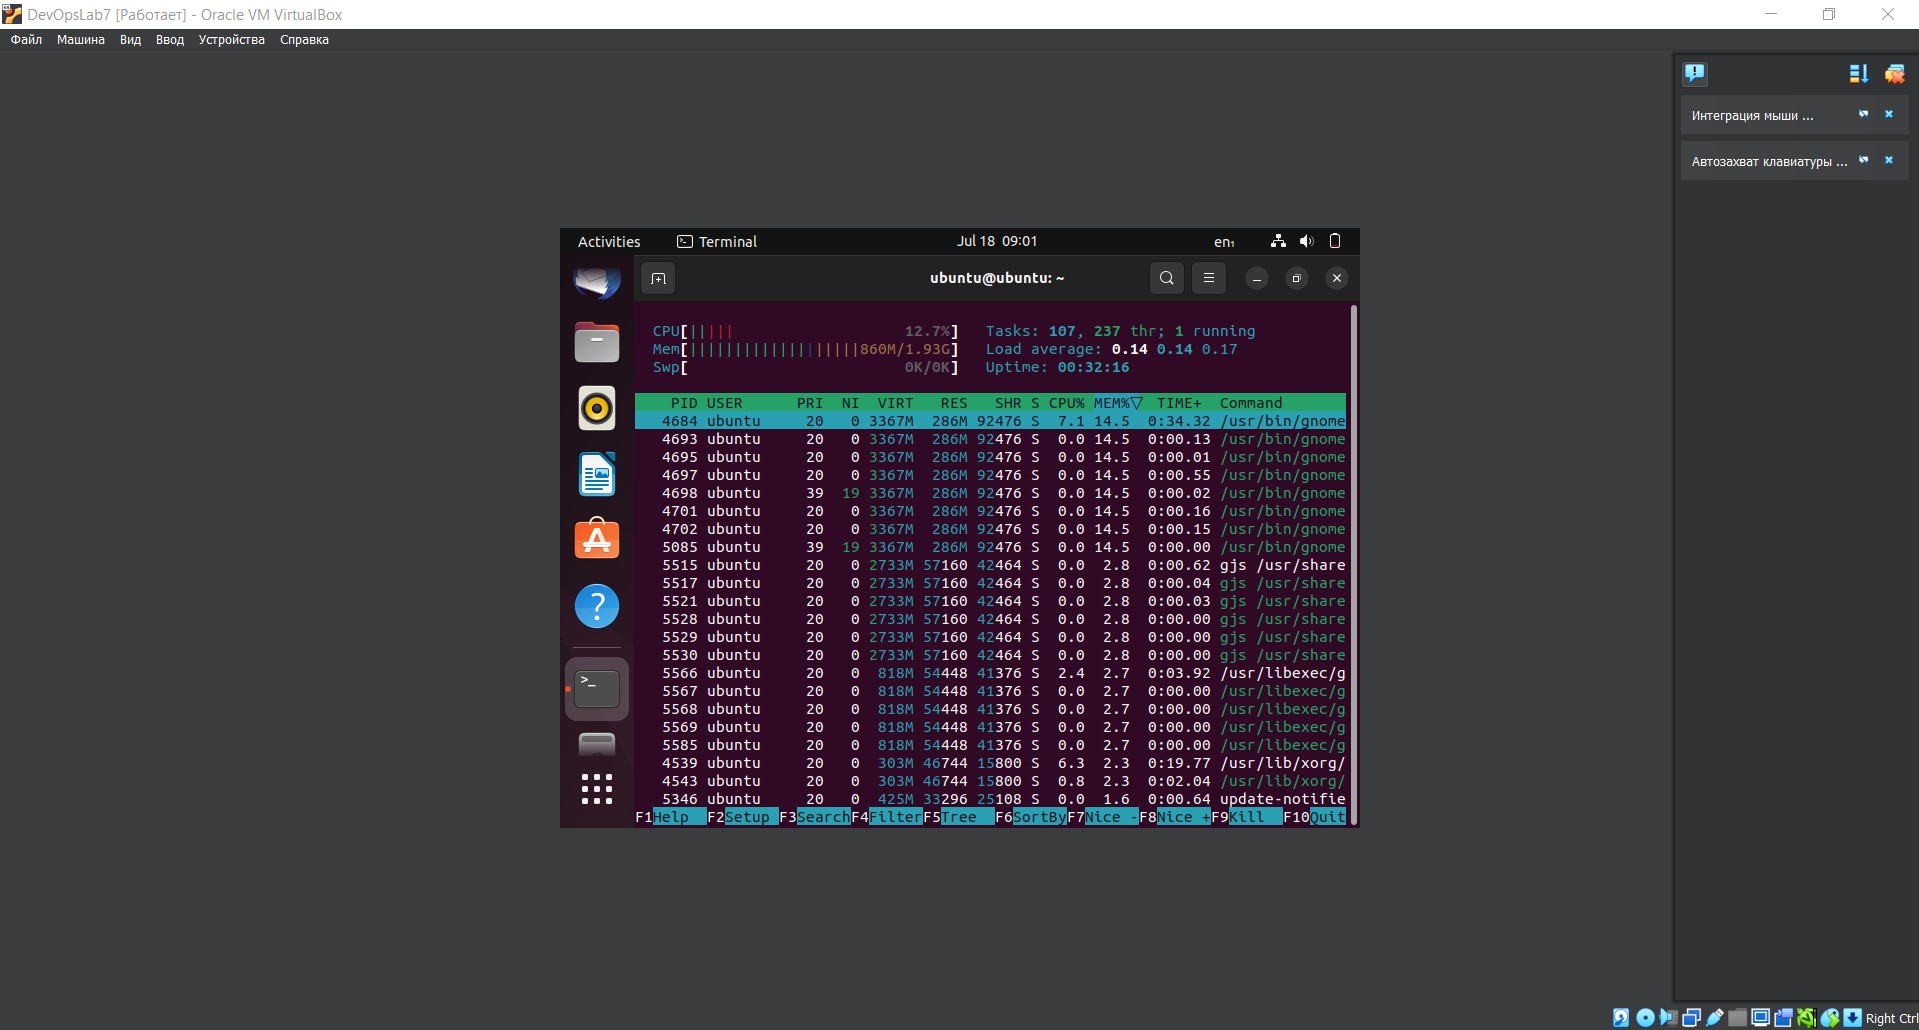 DevOpsLab7 [Работает] - Oracle VM VirtualBox
Файл Машина Вид Ввод Устройства Справка
Интеграция мыши ...
Автозахват клавиатуры ...
Activities Terminal Jul 18 09:01 en1
ubuntu@ubuntu: ~
CPU[||||| 12.7%] Tasks: 107, 237 thr; 1 running
Mem[|||||||||||||||||||860M/1.93G] Load average: 0.14 0.14 0.17
Swp[ 0K/0K] Uptime: 00:32:16
PID USER PRI NI VIRT RES SHR S CPU% MEM%▽ TIME+ Command
4684 ubuntu 20 0 3367M 286M 92476 S 7.1 14.5 0:34.32 /usr/bin/gnome
4693 ubuntu 20 0 3367M 286M 92476 S 0.0 14.5 0:00.13 /usr/bin/gnome
4695 ubuntu 20 0 3367M 286M 92476 S 0.0 14.5 0:00.01 /usr/bin/gnome
4697 ubuntu 20 0 3367M 286M 92476 S 0.0 14.5 0:00.55 /usr/bin/gnome
4698 ubuntu 39 19 3367M 286M 92476 S 0.0 14.5 0:00.02 /usr/bin/gnome
4701 ubuntu 20 0 3367M 286M 92476 S 0.0 14.5 0:00.16 /usr/bin/gnome
4702 ubuntu 20 0 3367M 286M 92476 S 0.0 14.5 0:00.15 /usr/bin/gnome
5085 ubuntu 39 19 3367M 286M 92476 S 0.0 14.5 0:00.00 /usr/bin/gnome
5515 ubuntu 20 0 2733M 57160 42464 S 0.0 2.8 0:00.62 gjs /usr/share
5517 ubuntu 20 0 2733M 57160 42464 S 0.0 2.8 0:00.04 gjs /usr/share
5521 ubuntu 20 0 2733M 57160 42464 S 0.0 2.8 0:00.03 gjs /usr/share
5528 ubuntu 20 0 2733M 57160 42464 S 0.0 2.8 0:00.00 gjs /usr/share
5529 ubuntu 20 0 2733M 57160 42464 S 0.0 2.8 0:00.00 gjs /usr/share
5530 ubuntu 20 0 2733M 57160 42464 S 0.0 2.8 0:00.00 gjs /usr/share
5566 ubuntu 20 0 818M 54448 41376 S 2.4 2.7 0:03.92 /usr/libexec/g
5567 ubuntu 20 0 818M 54448 41376 S 0.0 2.7 0:00.00 /usr/libexec/g
5568 ubuntu 20 0 818M 54448 41376 S 0.0 2.7 0:00.00 /usr/libexec/g
5569 ubuntu 20 0 818M 54448 41376 S 0.0 2.7 0:00.00 /usr/libexec/g
5585 ubuntu 20 0 818M 54448 41376 S 0.0 2.7 0:00.00 /usr/libexec/g
4539 ubuntu 20 0 303M 46744 15800 S 6.3 2.3 0:19.77 /usr/lib/xorg/
4543 ubuntu 20 0 303M 46744 15800 S 0.8 2.3 0:02.04 /usr/lib/xorg/
5346 ubuntu 20 0 425M 33296 25108 S 0.0 1.6 0:00.64 update-notifie
F1Help F2Setup F3SearchF4FilterF5Tree F6SortByF7Nice -F8Nice +F9Kill F10Quit
Right Ctrl